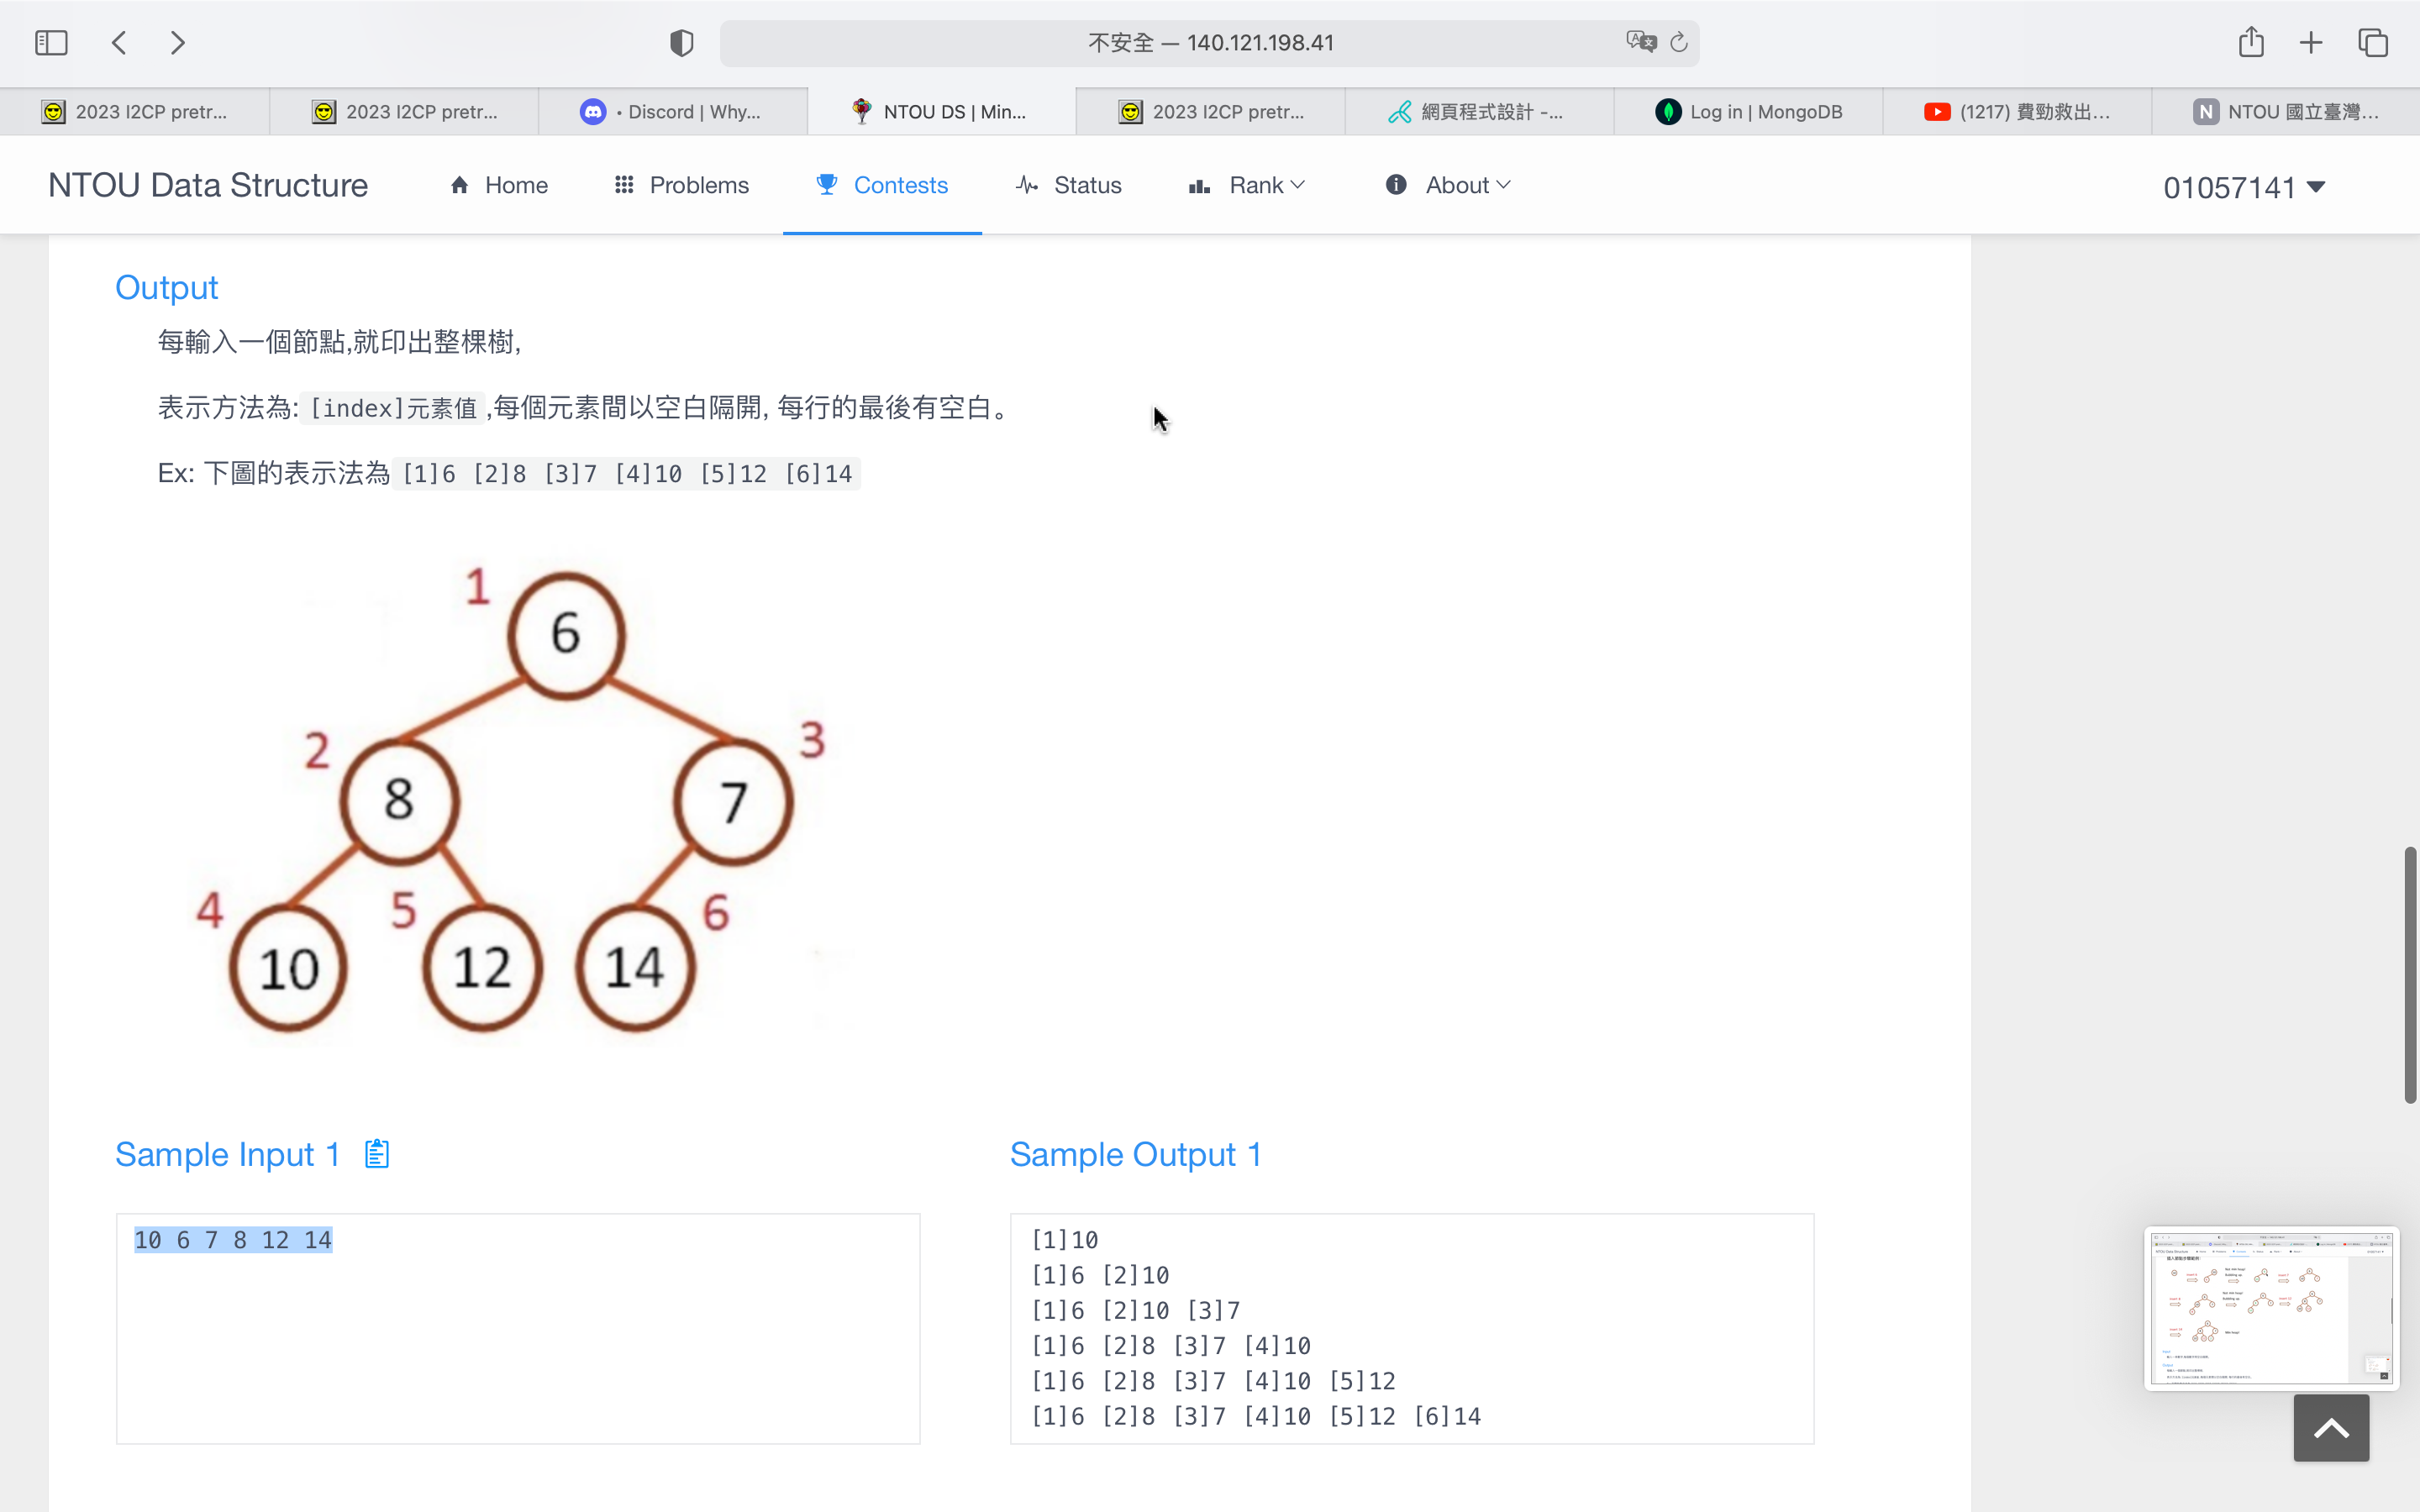 不安全 — 140.121.198.41
2023 I2CP pretr...
2023 I2CP pretr...
• Discord | Why...
NTOU DS | Min...
2023 I2CP pretr...
網頁程式設計 -...
Log in | MongoDB
(1217) 費勁救出...
N NTOU 國立臺灣...
NTOU Data Structure
Home
Problems
Contests
Status
Rank
About
01057141
Output
每輸入一個節點,就印出整棵樹,
表示方法為: [index]元素值 ,每個元素間以空白隔開, 每行的最後有空白。
Ex: 下圖的表示法為 [1]6 [2]8 [3]7 [4]10 [5]12 [6]14
1
6
2
3
8
7
4
5
6
10
12
14
Sample Input 1
10 6 7 8 12 14
Sample Output 1
[1]10
[1]6 [2]10
[1]6 [2]10 [3]7
[1]6 [2]8 [3]7 [4]10
[1]6 [2]8 [3]7 [4]10 [5]12
[1]6 [2]8 [3]7 [4]10 [5]12 [6]14